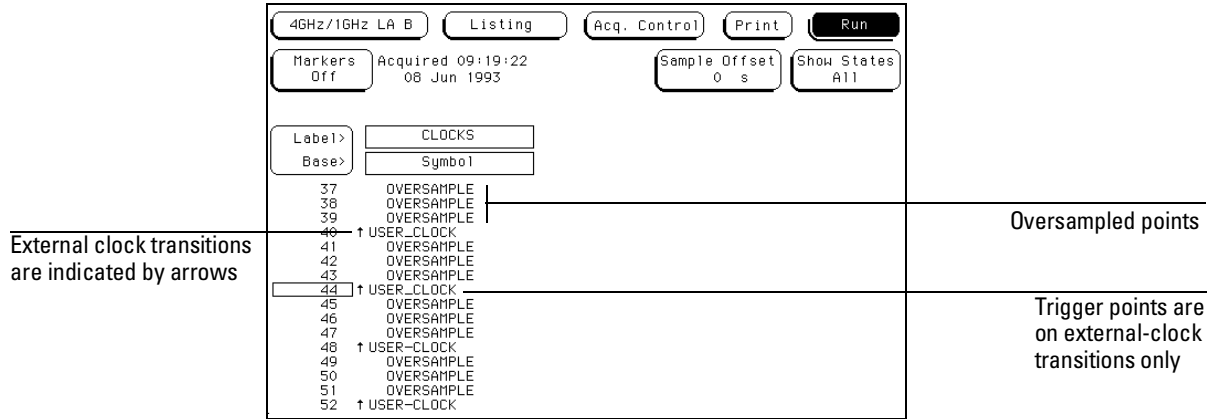 4GHz/1GHz LA B Listing Acq. Control Print Run
Markers Off
Acquired 09:19:22
08 Jun 1993
Sample Offset
0 s
Show States
All
Label> CLOCKS
Base> Symbol
37 OVERSAMPLE
38 OVERSAMPLE
39 OVERSAMPLE
40 ↑ USER_CLOCK
41 OVERSAMPLE
42 OVERSAMPLE
43 OVERSAMPLE
44 ↑ USER_CLOCK
45 OVERSAMPLE
46 OVERSAMPLE
47 OVERSAMPLE
48 ↑ USER-CLOCK
49 OVERSAMPLE
50 OVERSAMPLE
51 OVERSAMPLE
52 ↑ USER-CLOCK
External clock transitions
are indicated by arrows
Oversampled points
Trigger points are
on external-clock
transitions only